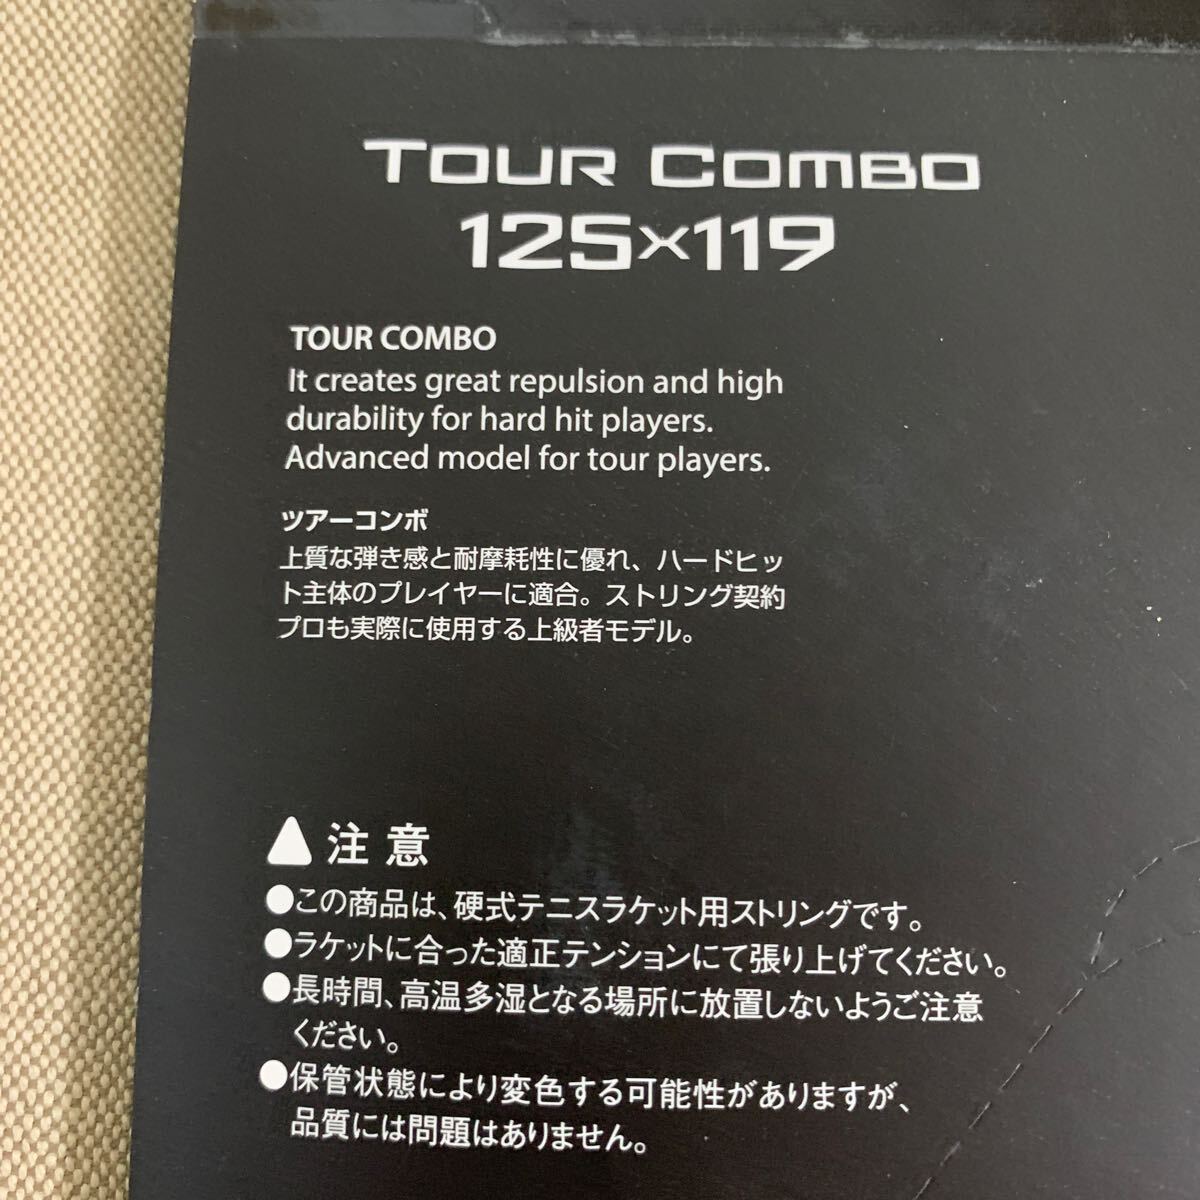 TOUR COMBO
125×119
TOUR COMBO
It creates great repulsion and high
durability for hard hit players.
Advanced model for tour players.
ツアーコンボ
上質な弾き感と耐摩耗性に優れ、ハードヒッ
ト主体のプレイヤーに適合。ストリング契約
プロも実際に使用する上級者モデル。
▲注意
●この商品は、硬式テニスラケット用ストリングです。
●ラケットに合った適正テンションにて張り上げてください。
●長時間、高温多湿となる場所に放置しないようご注意
ください。
●保管状態により変色する可能性がありますが、
品質には問題はありません。